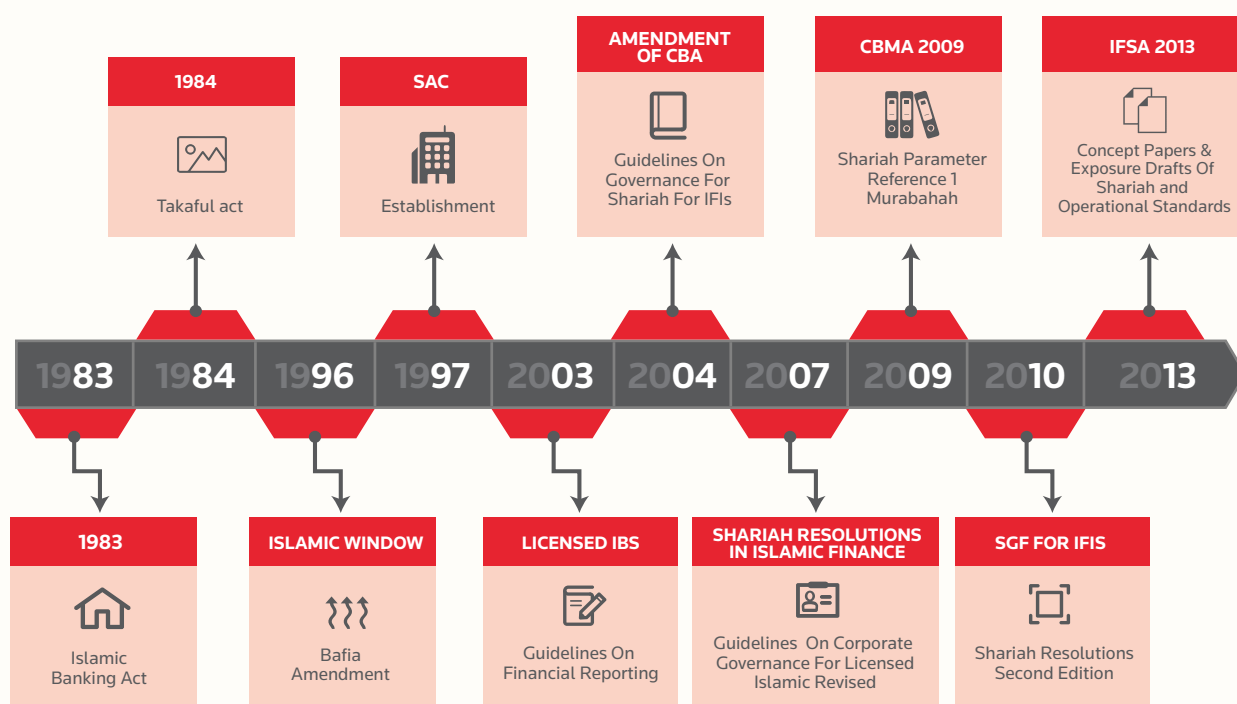 1984
Takaful act
SAC
Establishment
AMENDMENT
OF CBA
Guidelines On
Governance For
Shariah For IFIs
CBMA 2009
Shariah Parameter
Reference 1
Murabahah
IFSA 2013
Concept Papers &
Exposure Drafts Of
Shariah and
Operational Standards
1983
1984
1996
1997
2003
2004
2007
2009
2010
2013
1983
Islamic
Banking Act
ISLAMIC WINDOW
Bafia
Amendment
LICENSED IBS
Guidelines On
Financial Reporting
SHARIAH RESOLUTIONS
IN ISLAMIC FINANCE
Guidelines On Corporate
Governance For Licensed
Islamic Revised
SGF FOR IFIS
Shariah Resolutions
Second Edition